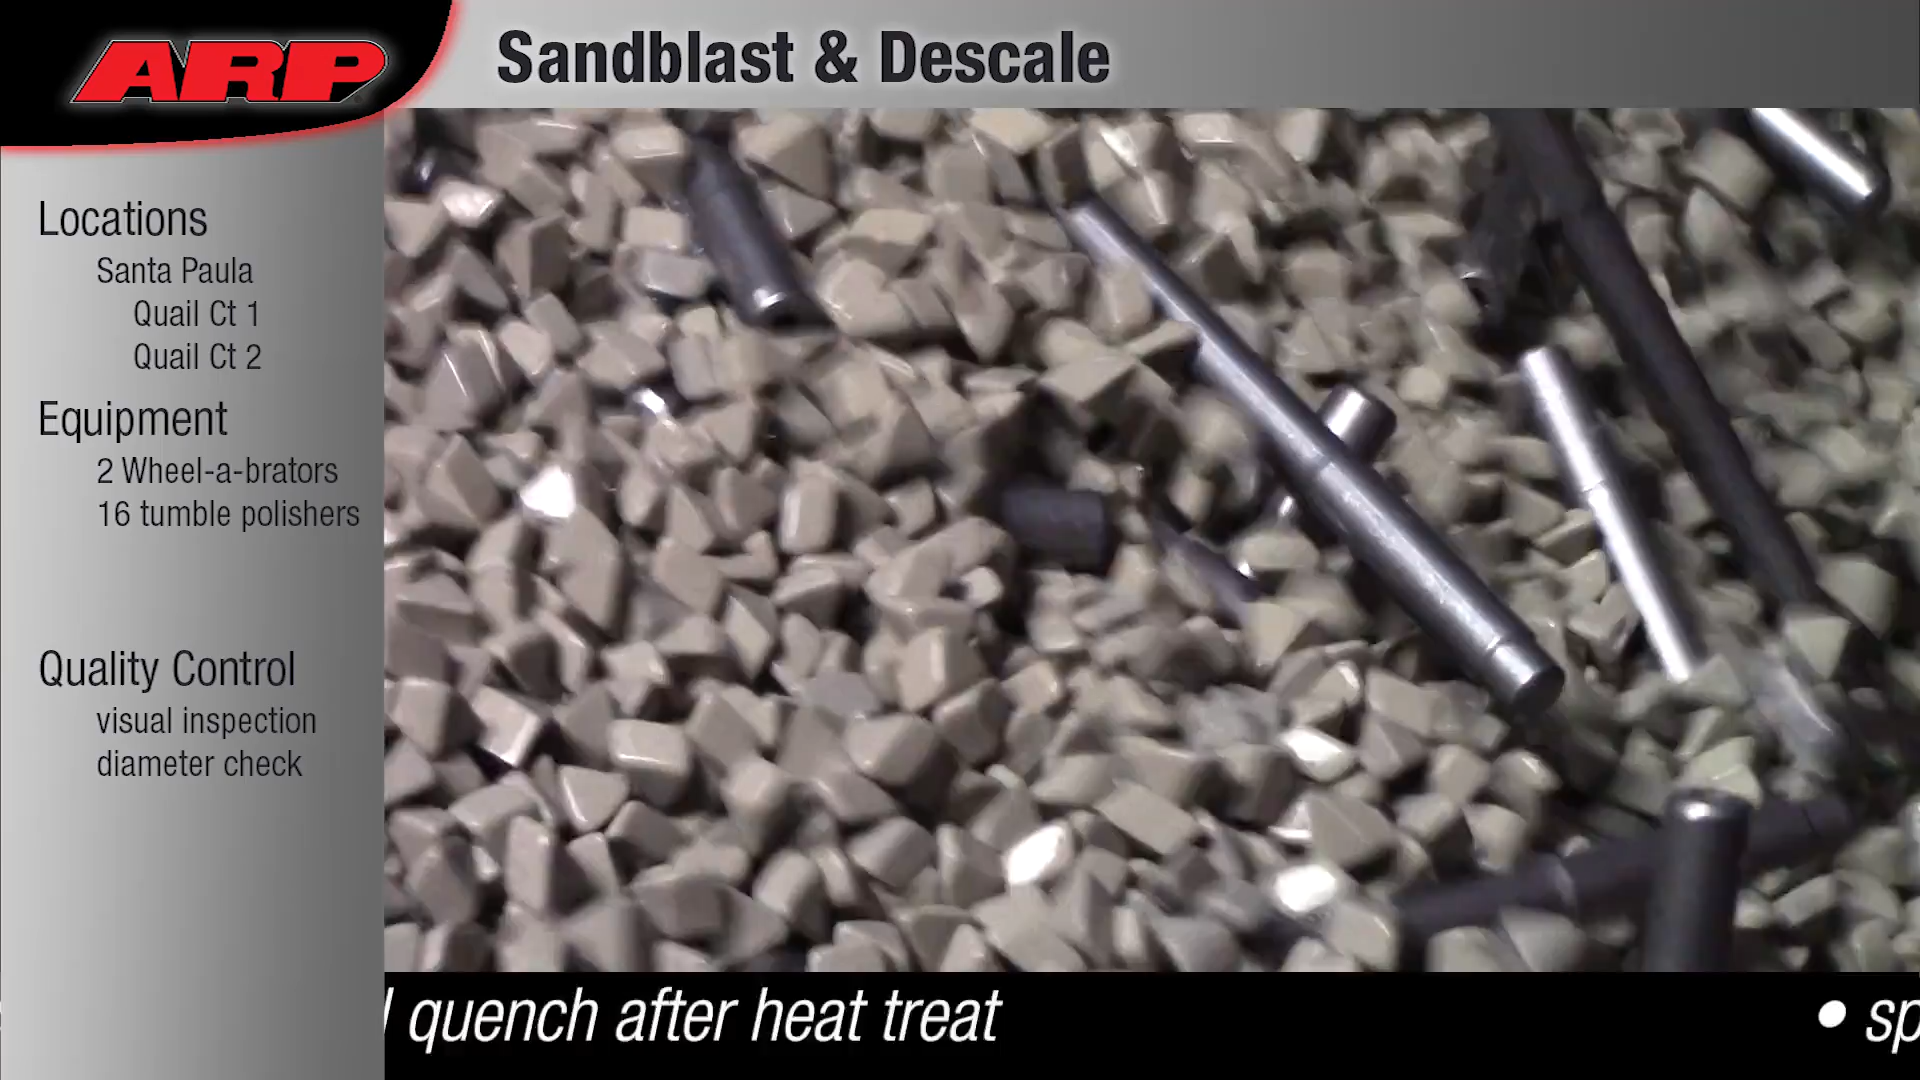 ARP
Sandblast & Descale
Locations
Santa Paula
Quail Ct 1
Quail Ct 2
Equipment
2 Wheel-a-brators
16 tumble polishers
Quality Control
visual inspection
diameter check
quench after heat treat
• sp